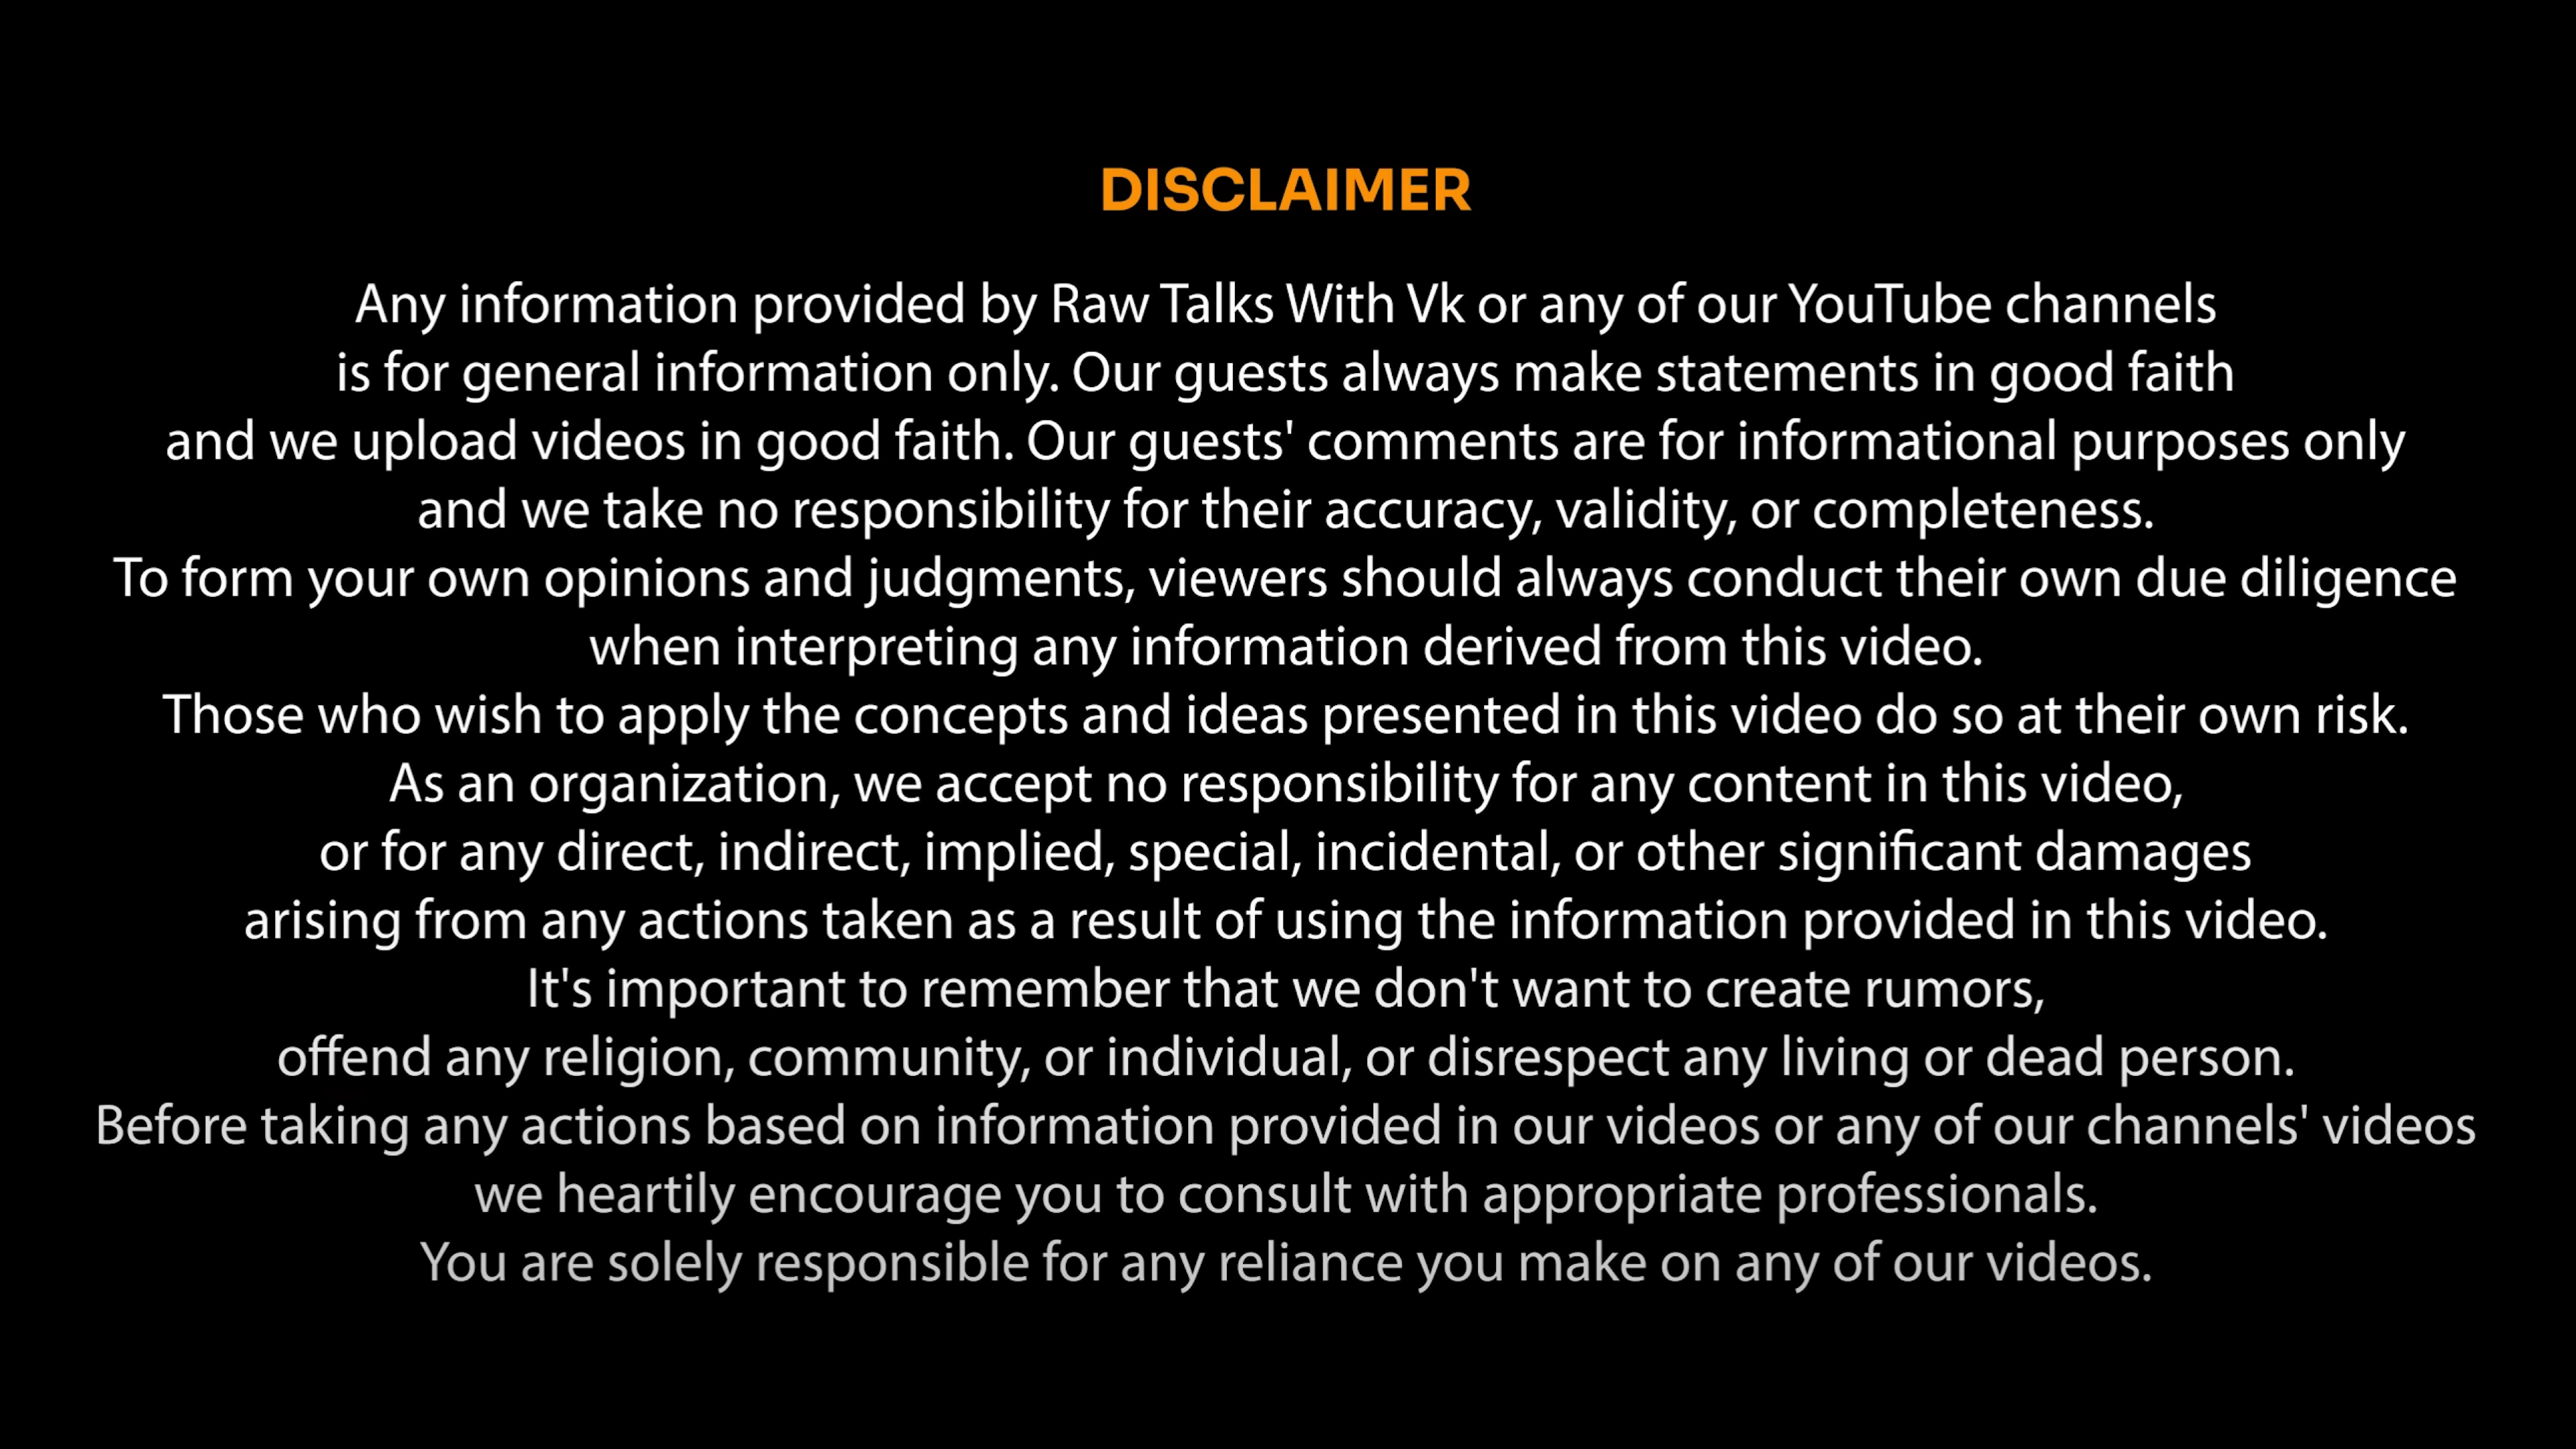 DISCLAIMER
Any information provided by Raw Talks With Vk or any of our YouTube channels
is for general information only. Our guests always make statements in good faith
and we upload videos in good faith. Our guests' comments are for informational purposes only
and we take no responsibility for their accuracy, validity, or completeness.
To form your own opinions and judgments, viewers should always conduct their own due diligence
when interpreting any information derived from this video.
Those who wish to apply the concepts and ideas presented in this video do so at their own risk.
As an organization, we accept no responsibility for any content in this video,
or for any direct, indirect, implied, special, incidental, or other significant damages
arising from any actions taken as a result of using the information provided in this video.
It's important to remember that we don't want to create rumors,
offend any religion, community, or individual, or disrespect any living or dead person.
Before taking any actions based on information provided in our videos or any of our channels' videos
we heartily encourage you to consult with appropriate professionals.
You are solely responsible for any reliance you make on any of our videos.